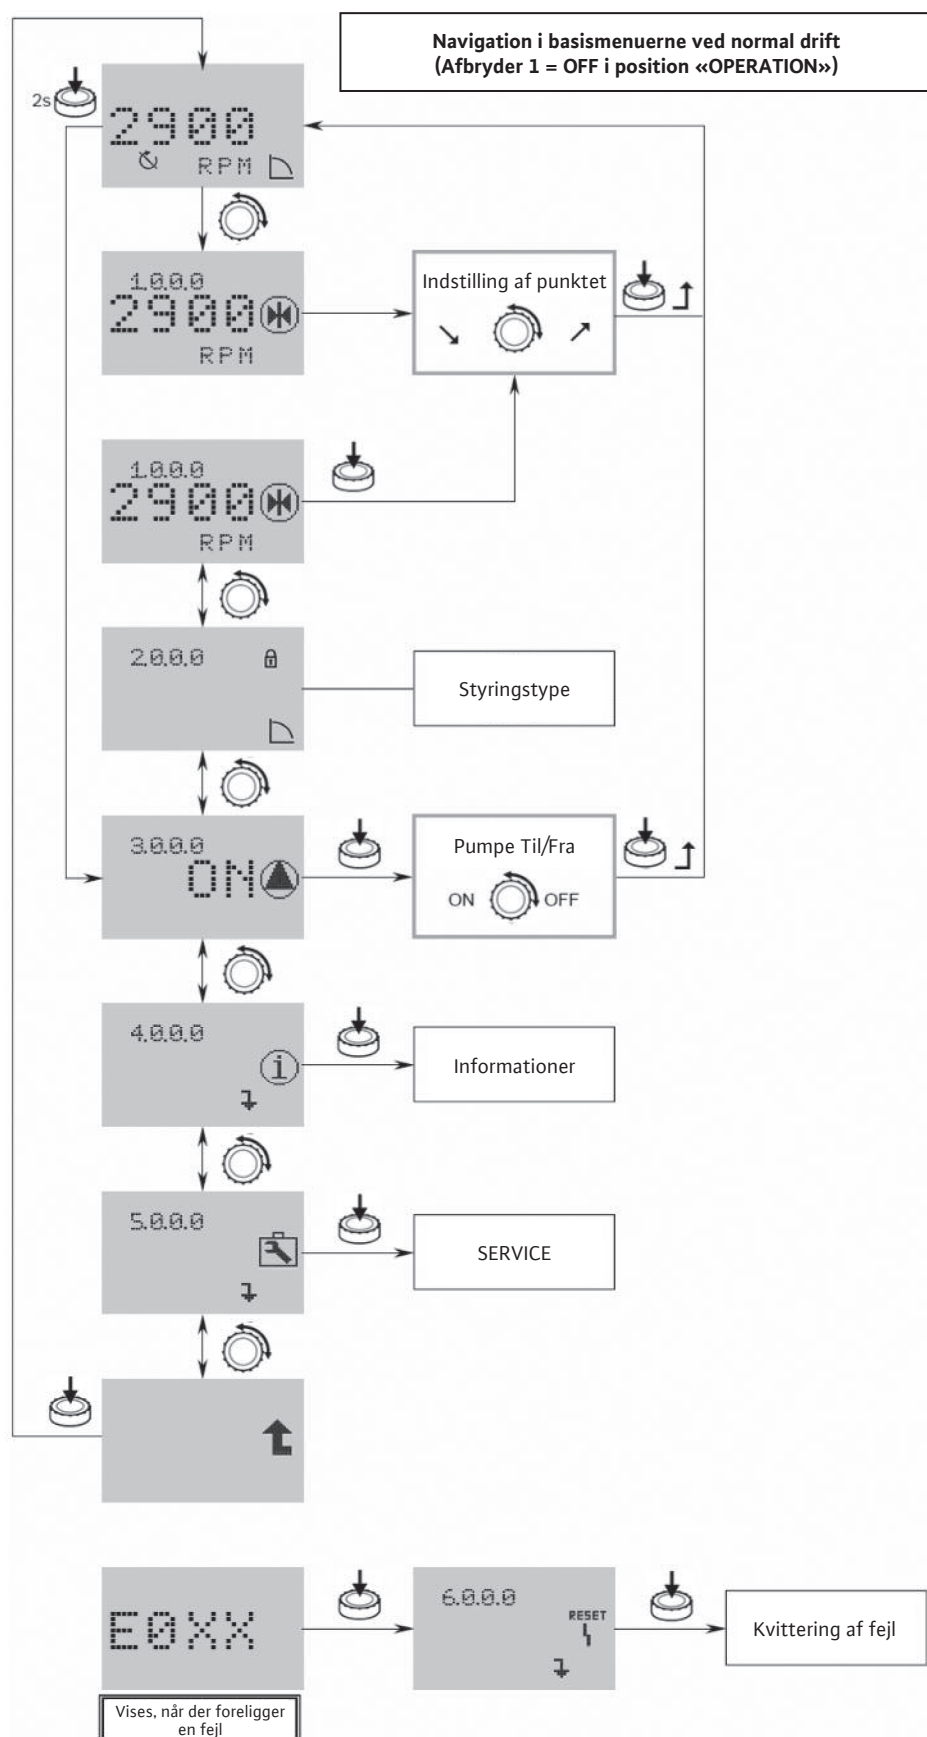 Navigation i basismenuerne ved normal drift
(Afbryder 1 = OFF i position «OPERATION»)
2s
2900
RPM
1.0.0.0
2900
RPM
Indstilling af punktet
1.0.0.0
2900
RPM
2.0.0.0
Styringstype
3.0.0.0
ON
Pumpe Til/Fra
ON OFF
4.0.0.0
i
Informationer
5.0.0.0
SERVICE
E0XX
6.0.0.0
RESET
Kvittering af fejl
Vises, når der foreligger
en fejl